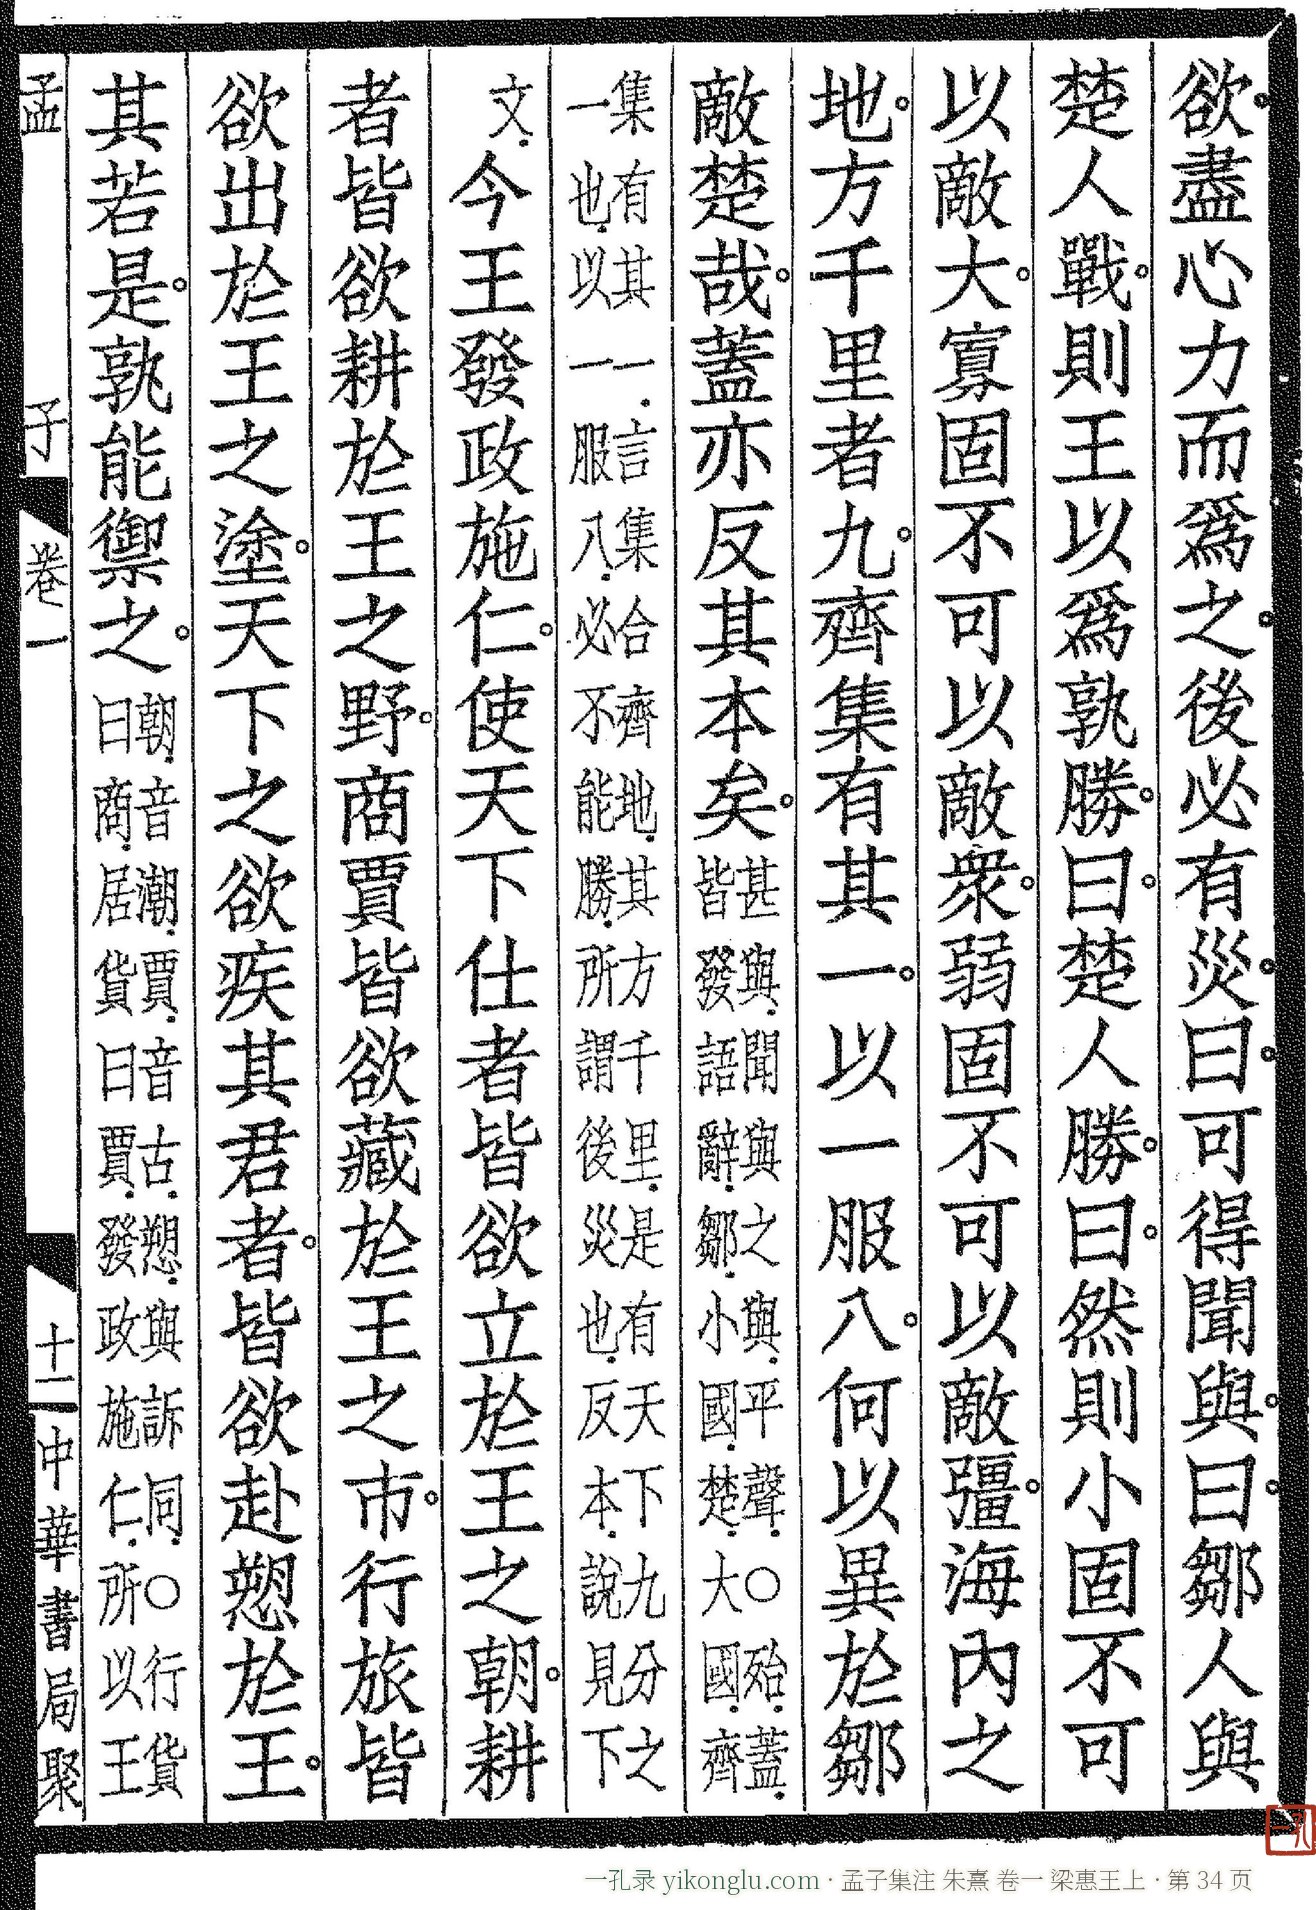 欲。盡心力而爲之。後必有災。曰。可得聞與。曰。鄒人與
楚人戰。則王以爲孰勝。曰。楚人勝。曰。然則小固不可
以敵大。寡固不可以敵衆。弱固不可以敵彊。海內之
地。方千里者九。齊集有其一。以一服八。何以異於鄒
敵楚哉。蓋亦反其本矣。甚與.聞與之與.平聲.〇殆.蓋.
皆發語辭.鄒.小國.楚.大國.齊
集有其一.言集合齊地.其方千里.是有天下九分之
一也.以一服八.必不能勝.所謂後災也.反本.說見下
文.今王發政施仁。使天下仕者皆欲立於王之朝。耕
者皆欲耕於王之野。商賈皆欲藏於王之市。行旅皆
欲出於王之塗。天下之欲疾其君者。皆欲赴愬於王。
其若是。孰能禦之。朝.音潮.賈.音古.愬.與訴同.〇行貨
曰商.居貨曰賈.發政施仁.所以王
孟子 卷一 十二 中華書局聚
一孔
一孔录 yikonglu.com · 孟子集注 朱熹 卷一 梁惠王上 · 第 34 页